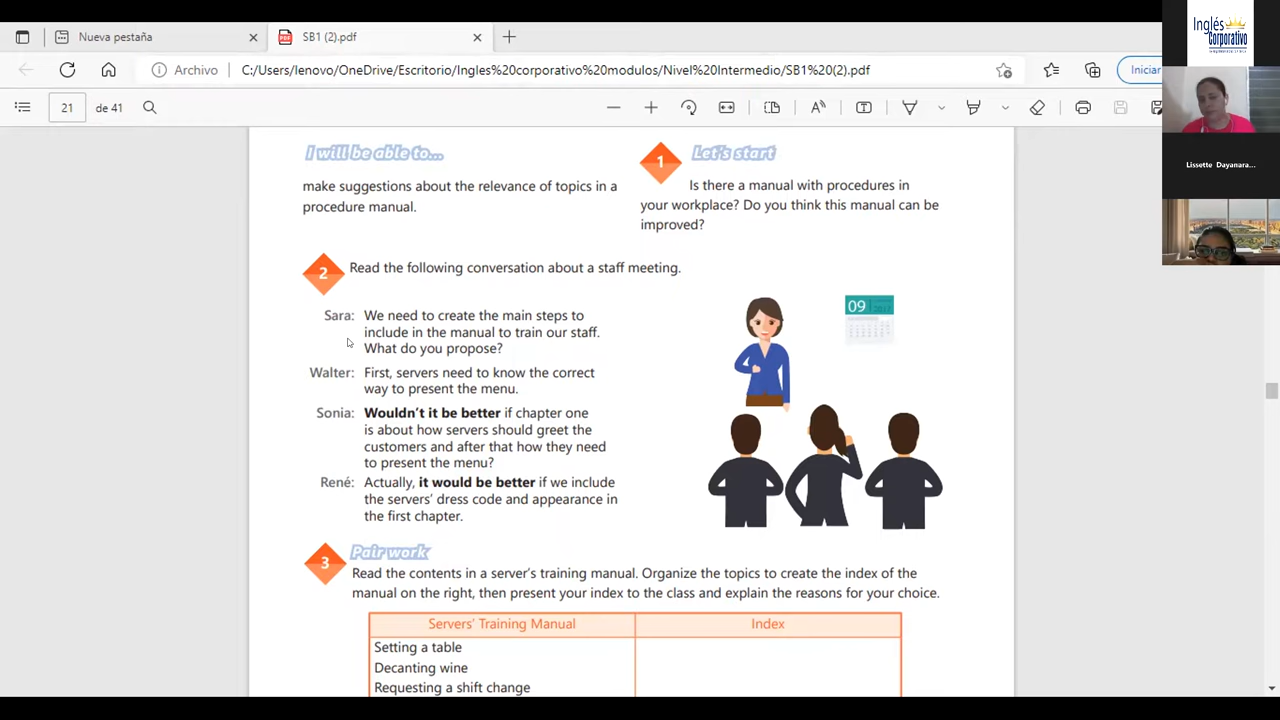 Nueva pestaña
SB1 (2).pdf
Archivo
C:/Users/lenovo/OneDrive/Escritorio/Ingles%20corporativo%20modulos/Nivel%20Intermedio/SB1%20(2).pdf
Iniciar
21
de 41
Inglés
Corporativo
Lissette Dayanara...
I will be able to...
make suggestions about the relevance of topics in a
procedure manual.
1
Let's start
Is there a manual with procedures in
your workplace? Do you think this manual can be
improved?
2
Read the following conversation about a staff meeting.
Sara: We need to create the main steps to
include in the manual to train our staff.
What do you propose?
Walter: First, servers need to know the correct
way to present the menu.
Sonia: Wouldn't it be better if chapter one
is about how servers should greet the
customers and after that how they need
to present the menu?
René: Actually, it would be better if we include
the servers' dress code and appearance in
the first chapter.
09
3
Pair work
Read the contents in a server's training manual. Organize the topics to create the index of the
manual on the right, then present your index to the class and explain the reasons for your choice.
Servers' Training Manual
Index
Setting a table
Decanting wine
Requesting a shift change